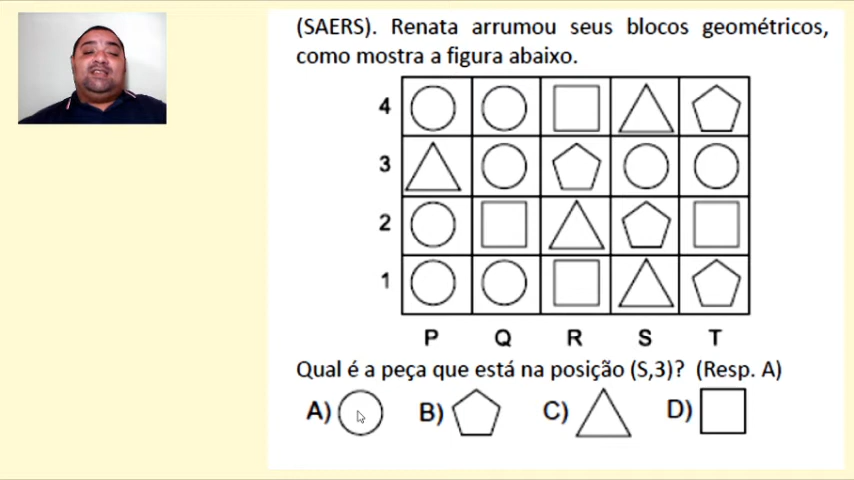 (SAERS). Renata arrumou seus blocos geométricos,
como mostra a figura abaixo.
4
3
2
1
P Q R S T
Qual é a peça que está na posição (S,3)? (Resp. A)
A) B) C) D)